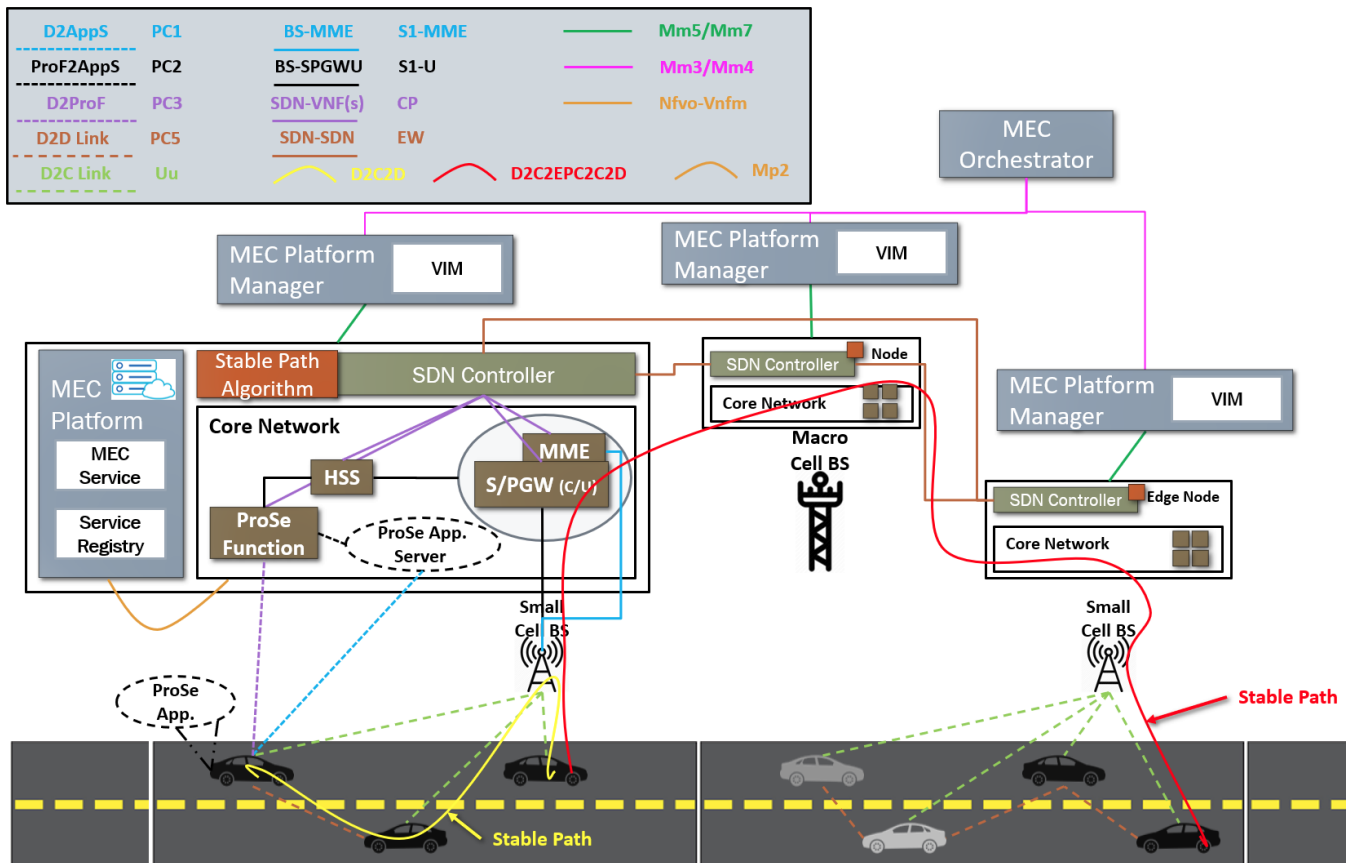 D2AppS PC1 BS-MME S1-MME Mm5/Mm7
ProF2AppS PC2 BS-SPGWU S1-U Mm3/Mm4
D2ProF PC3 SDN-VNF(s) CP Nfvo-Vnfm
D2D Link PC5 SDN-SDN EW
D2C Link Uu D2C2D D2C2EPC2C2D Mp2
MEC
Orchestrator
MEC Platform
Manager
VIM
MEC Platform
Manager
VIM
MEC Platform
Manager
VIM
MEC
Platform
MEC
Service
Service
Registry
Stable Path
Algorithm
SDN Controller
Core Network
MME
S/PGW (C/U)
HSS
ProSe
Function
ProSe App.
Server
SDN Controller
Node
Core Network
Macro
Cell BS
SDN Controller
Edge Node
Core Network
Small
Cell BS
Small
Cell BS
ProSe
App.
Stable Path
Stable Path